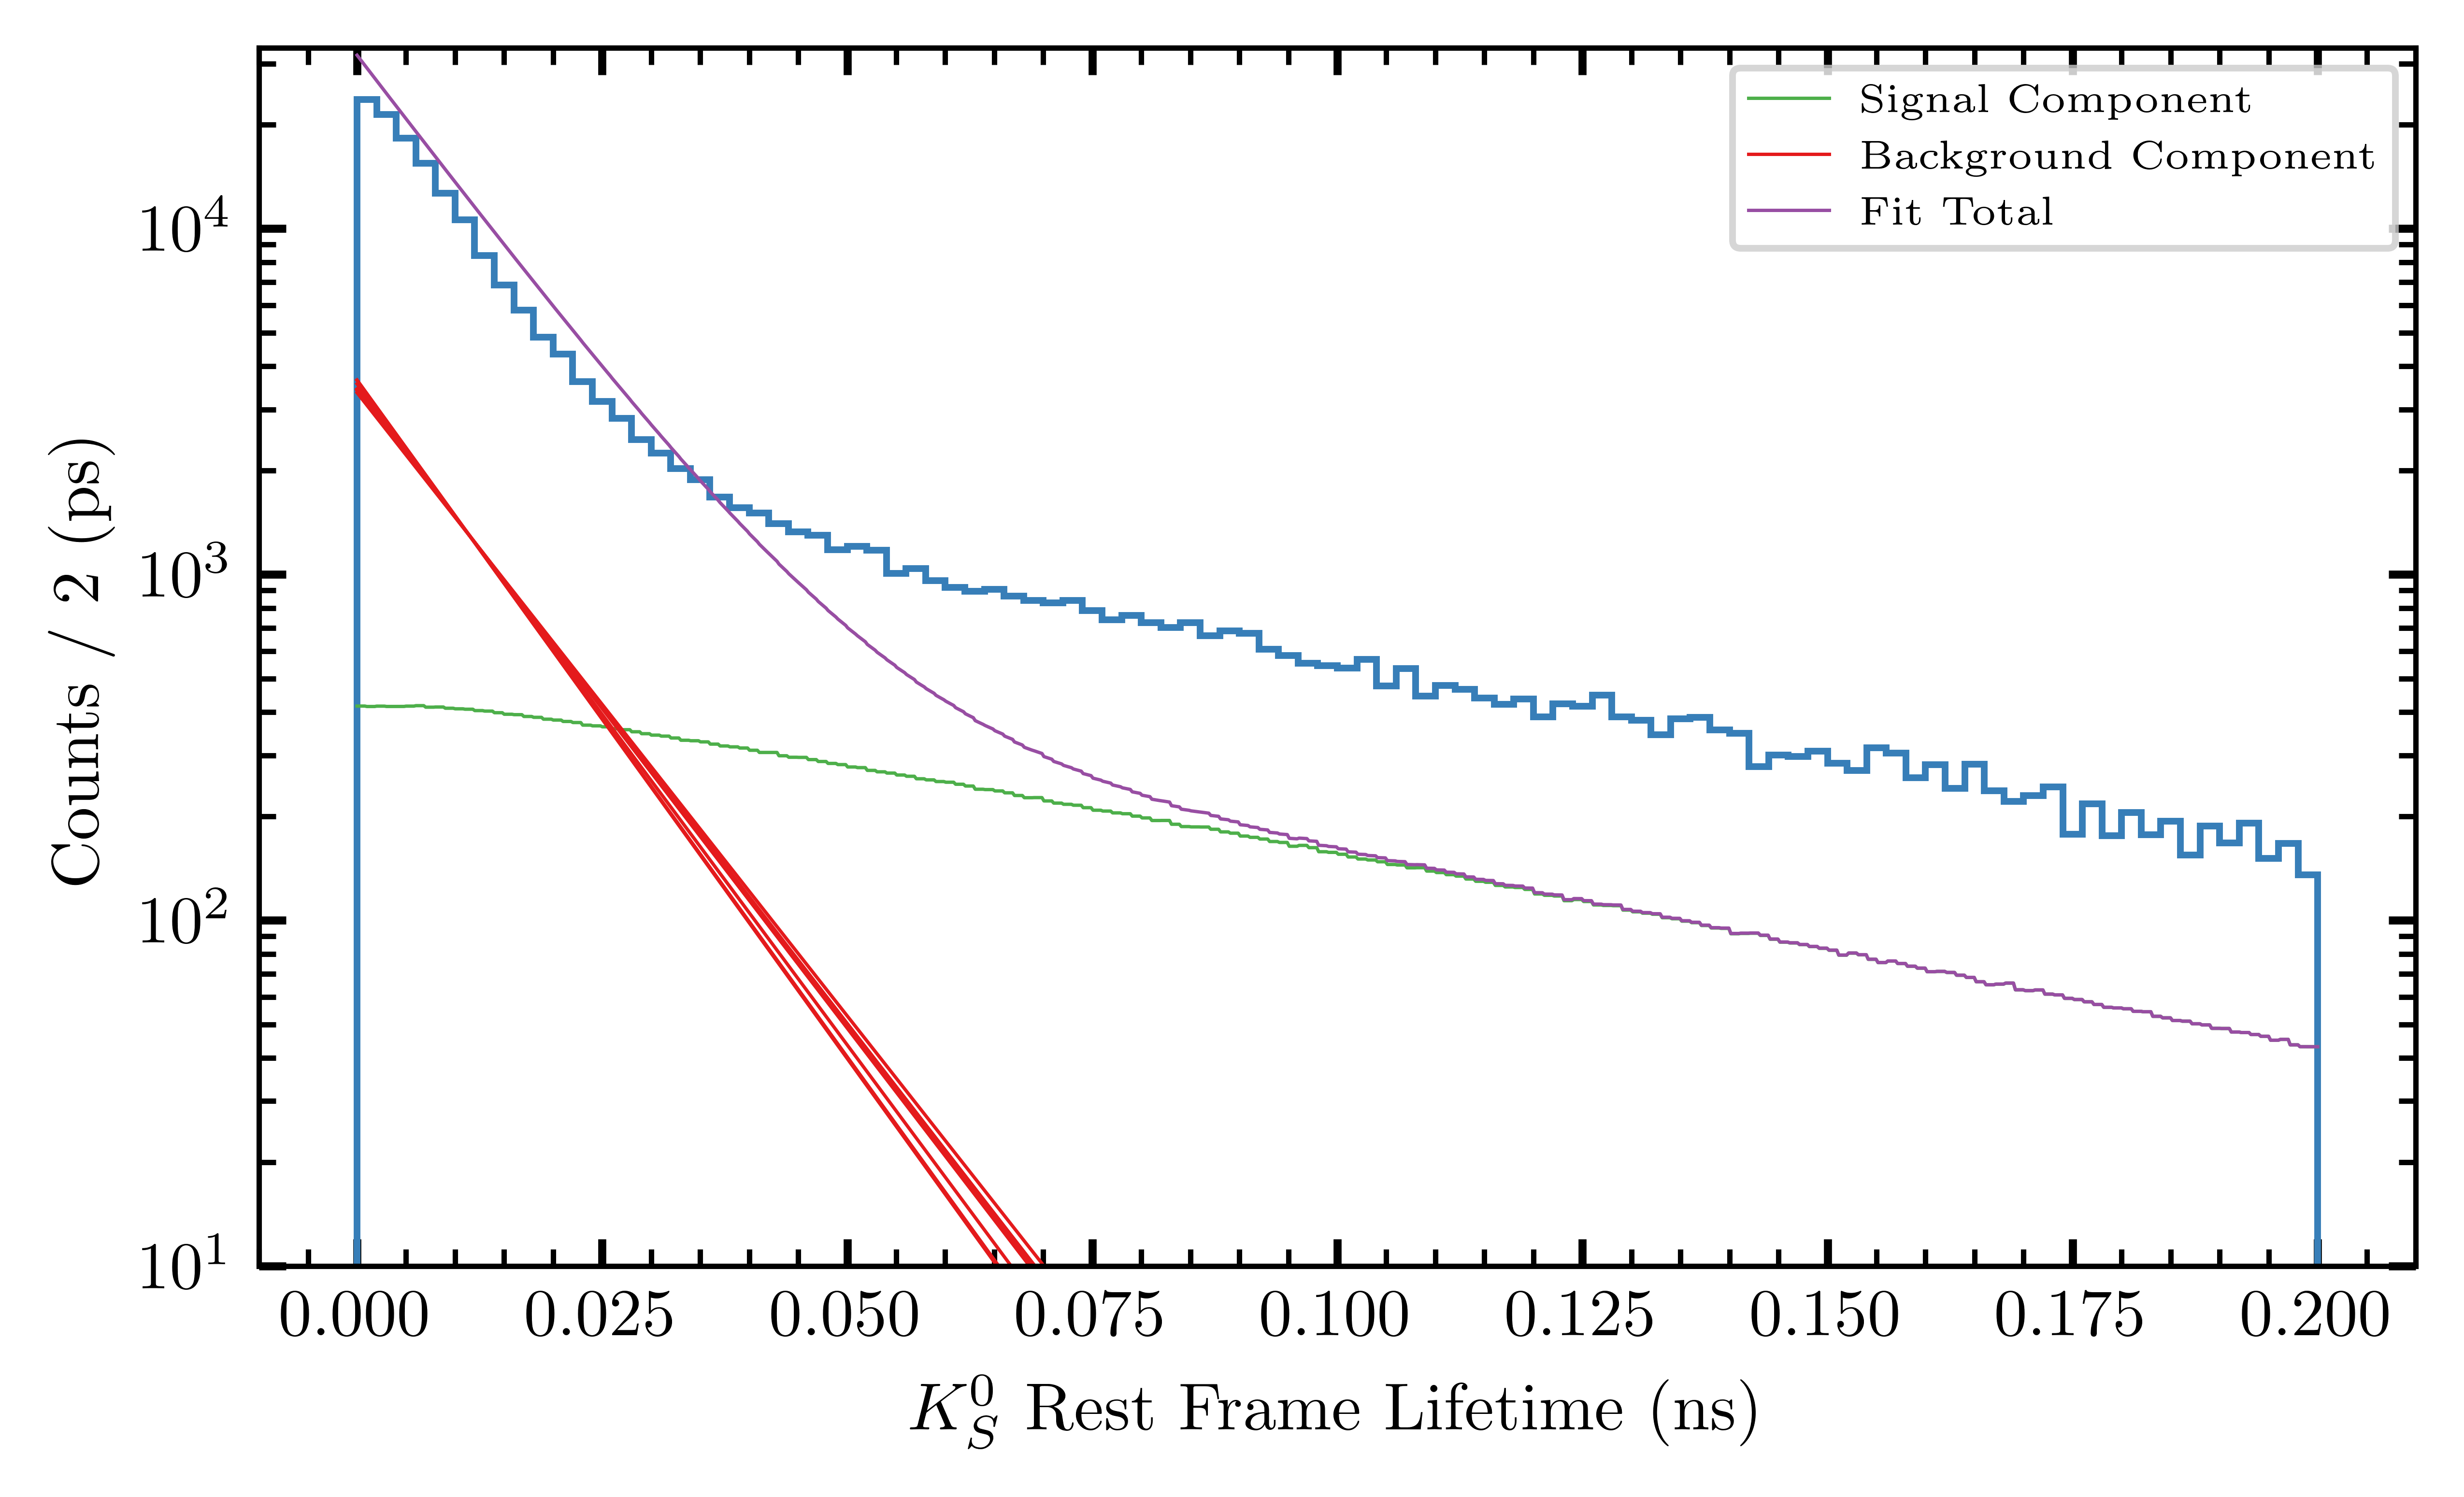 Signal Component
Background Component
Fit Total
Counts / 2 (ps)
10^4
10^3
10^2
10^1
0.000 0.025 0.050 0.075 0.100 0.125 0.150 0.175 0.200
K_S^0 Rest Frame Lifetime (ns)